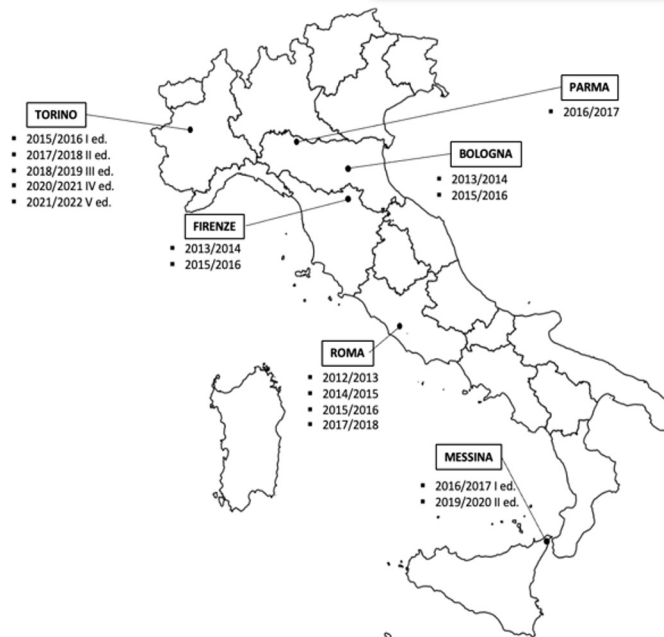 TORINO
▪ 2015/2016 I ed.
▪ 2017/2018 II ed.
▪ 2018/2019 III ed.
▪ 2020/2021 IV ed.
▪ 2021/2022 V ed.
PARMA
▪ 2016/2017
BOLOGNA
▪ 2013/2014
▪ 2015/2016
FIRENZE
▪ 2013/2014
▪ 2015/2016
ROMA
▪ 2012/2013
▪ 2014/2015
▪ 2015/2016
▪ 2017/2018
MESSINA
▪ 2016/2017 I ed.
▪ 2019/2020 II ed.